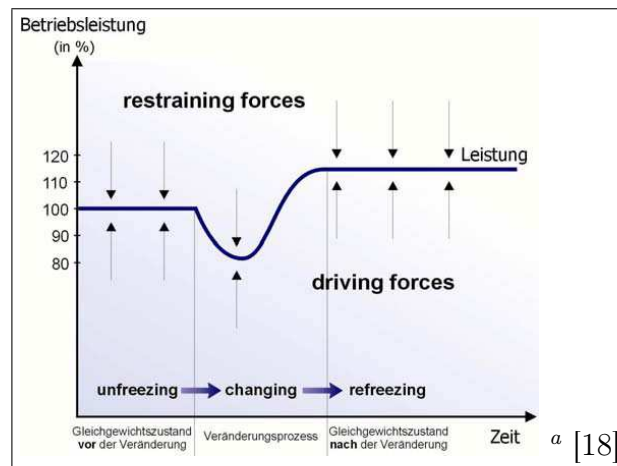 Betriebsleistung
(in %)
restraining forces
120
110
100
90
80
Leistung
driving forces
unfreezing changing refreezing
Gleichgewichtszustand
vor der Veränderung
Veränderungsprozess
Gleichgewichtszustand
nach der Veränderung
Zeit
a [18]